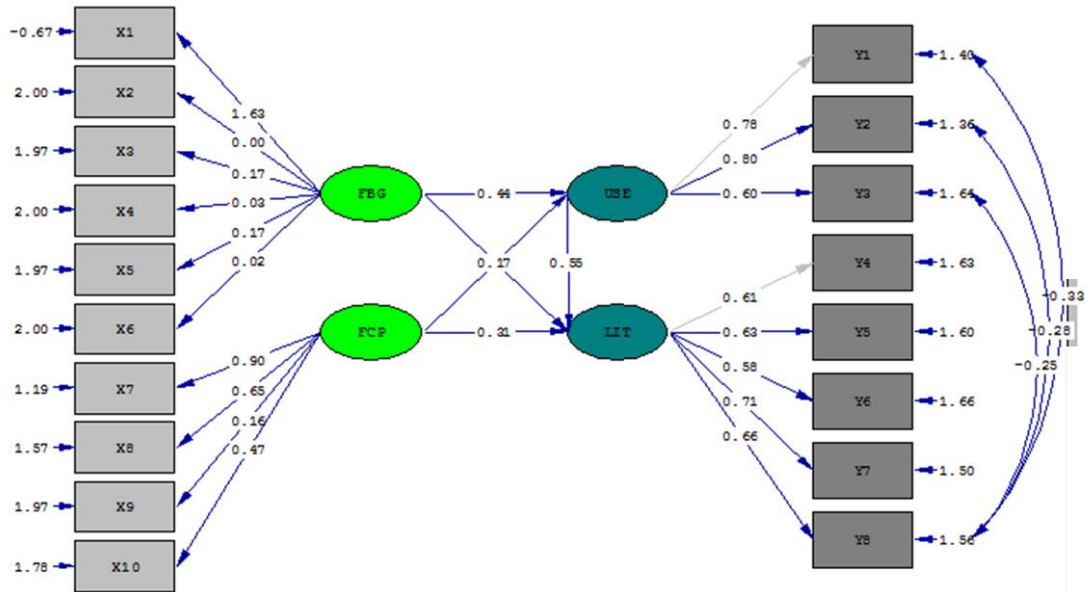 -0.67
X1
2.00
X2
1.97
X3
2.00
X4
1.97
X5
2.00
X6
1.19
X7
1.57
X8
1.97
X9
1.78
X10
1.63
0.00
0.17
0.03
0.17
0.02
0.90
0.65
0.16
0.47
FBG
FCP
0.44
0.17
0.55
0.31
USE
LIT
0.78
0.80
0.60
0.61
0.63
0.58
0.71
0.66
Y1
1.40
Y2
1.36
Y3
1.64
Y4
1.63
Y5
1.60
Y6
1.66
Y7
1.50
Y8
1.56
-0.33
-0.28
-0.25